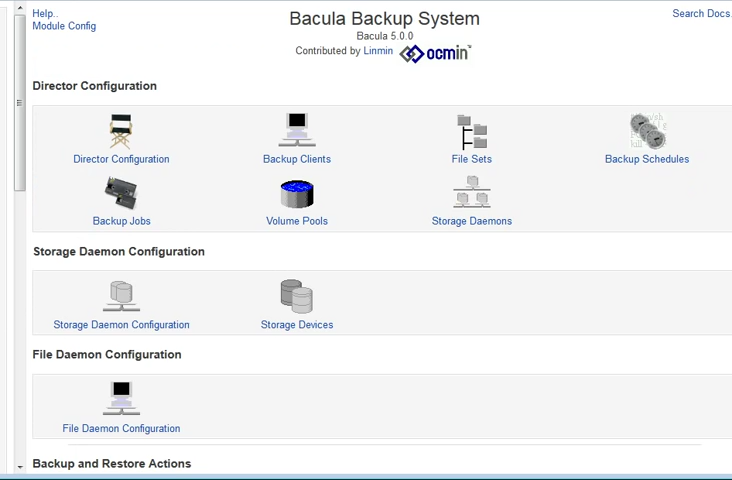 Help..
Module Config
Bacula Backup System
Bacula 5.0.0
Contributed by Linmin ocmin™
Search Docs.
Director Configuration
Director Configuration
Backup Clients
File Sets
Backup Schedules
Backup Jobs
Volume Pools
Storage Daemons
Storage Daemon Configuration
Storage Daemon Configuration
Storage Devices
File Daemon Configuration
File Daemon Configuration
Backup and Restore Actions